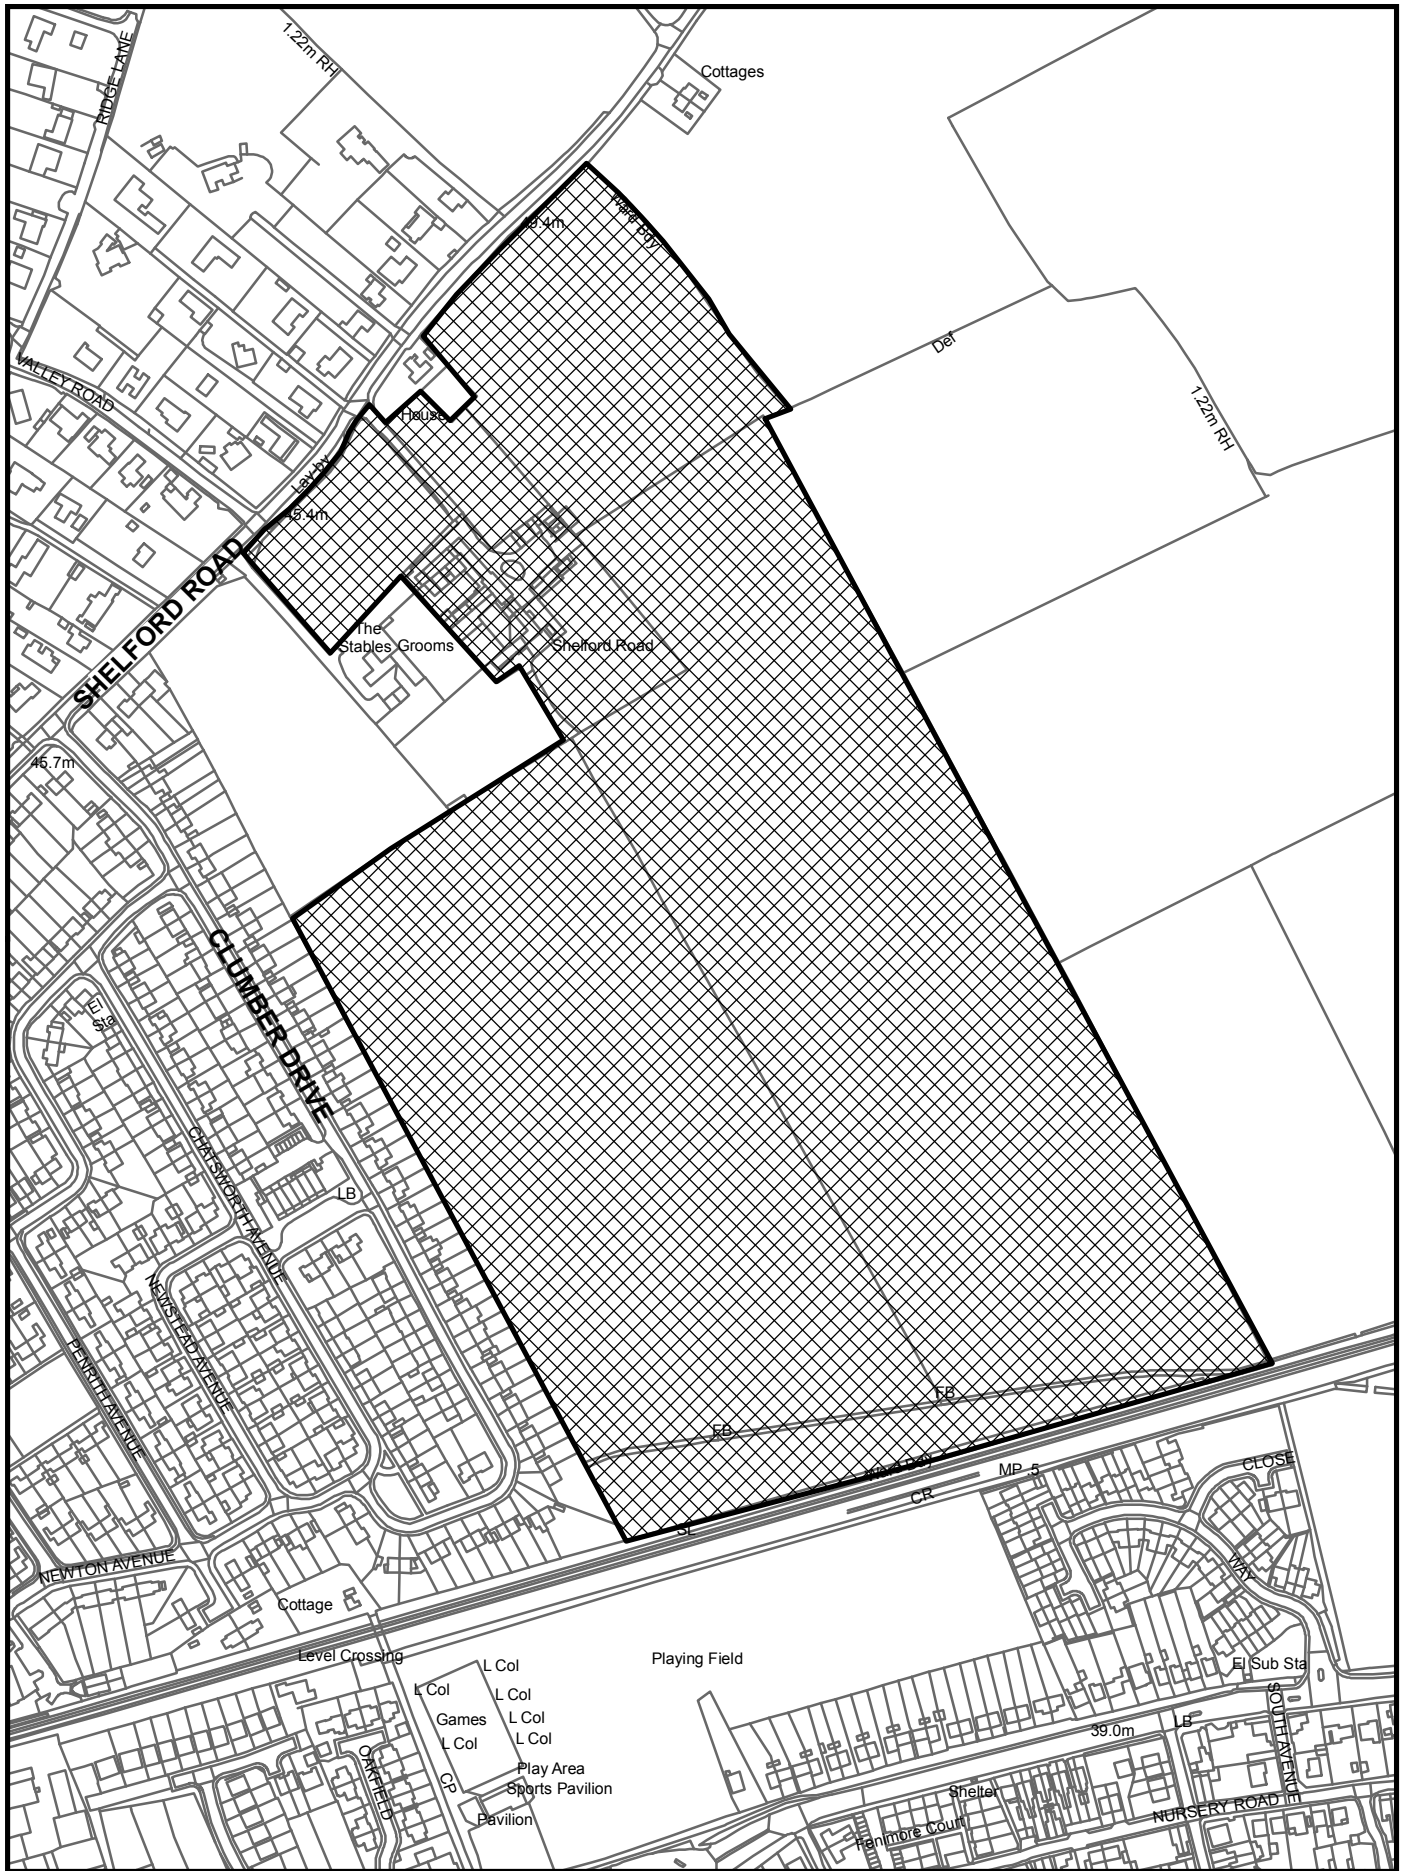 RIDGE LANE
1.22m RH
Cottages
49.4m
Ward Bdy
Def
VALLEY ROAD
House
1.22m RH
Lay-by
45.4m
SHELFORD ROAD
The
Stables
Grooms
Shelford Road
45.7m
CLUMBER DRIVE
El S
Sta
CHATSWORTH AVENUE
LB
NEWSTEAD AVENUE
PENRITH AVENUE
FB
FB
Ward Bdy
MP .5
CR
SL
CLOSE
WAY
NEWTON AVENUE
Cottage
Level Crossing
Playing Field
L Col
L Col
L Col
Games
L Col
L Col
L Col
El Sub Sta
SOUTH AVENUE
LB
39.0m
OAKFIELD
CP
Play Area
Sports Pavilion
Pavilion
Shelter
Fenimore Court
NURSERY ROAD